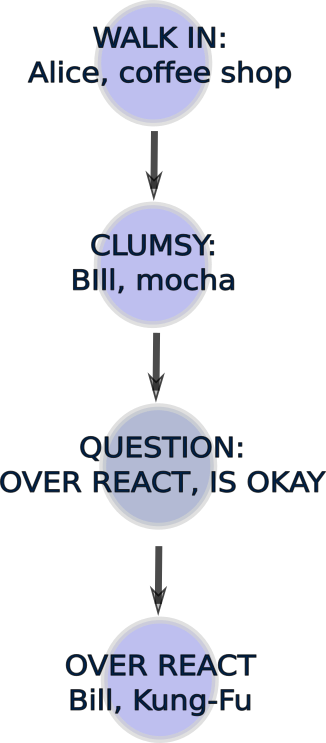 WALK IN:
Alice, coffee shop
CLUMSY:
BIll, mocha
QUESTION:
OVER REACT, IS OKAY
OVER REACT
Bill, Kung-Fu